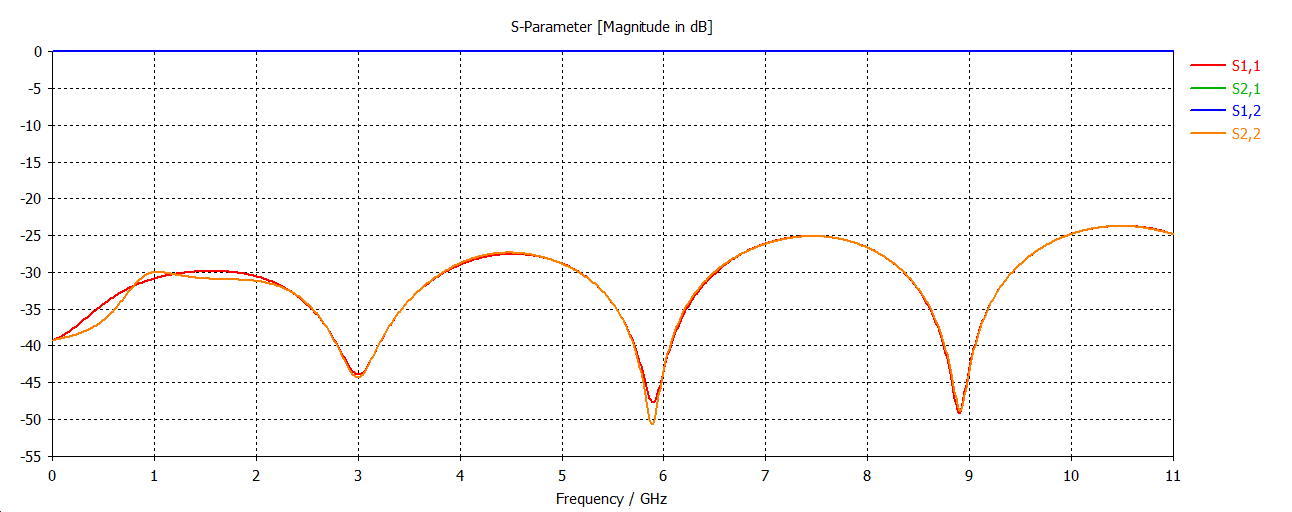 S-Parameter [Magnitude in dB]
0
-5
-10
-15
-20
-25
-30
-35
-40
-45
-50
-55
0 1 2 3 4 5 6 7 8 9 10 11
Frequency / GHz
S1,1
S2,1
S1,2
S2,2